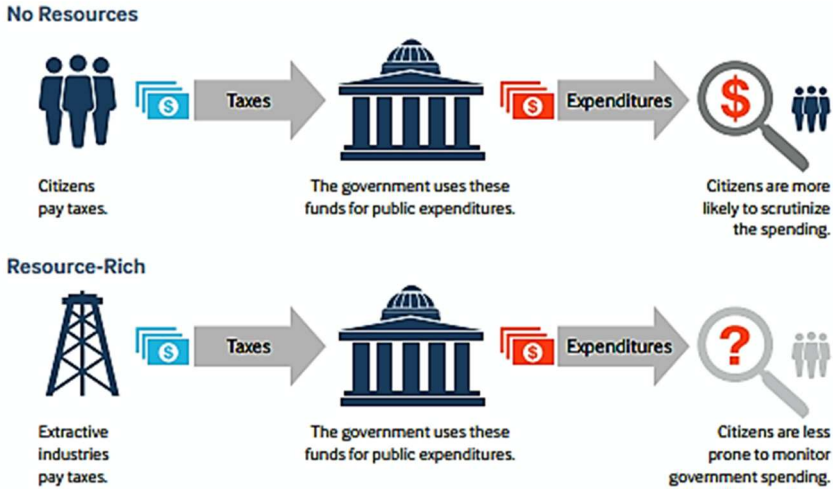 No Resources
$
Taxes
$
Expenditures
$
Citizens
pay taxes.
The government uses these
funds for public expenditures.
Citizens are more
likely to scrutinize
the spending.
Resource-Rich
$
Taxes
$
Expenditures
?
Extractive
industries
pay taxes.
The government uses these
funds for public expenditures.
Citizens are less
prone to monitor
government spending.